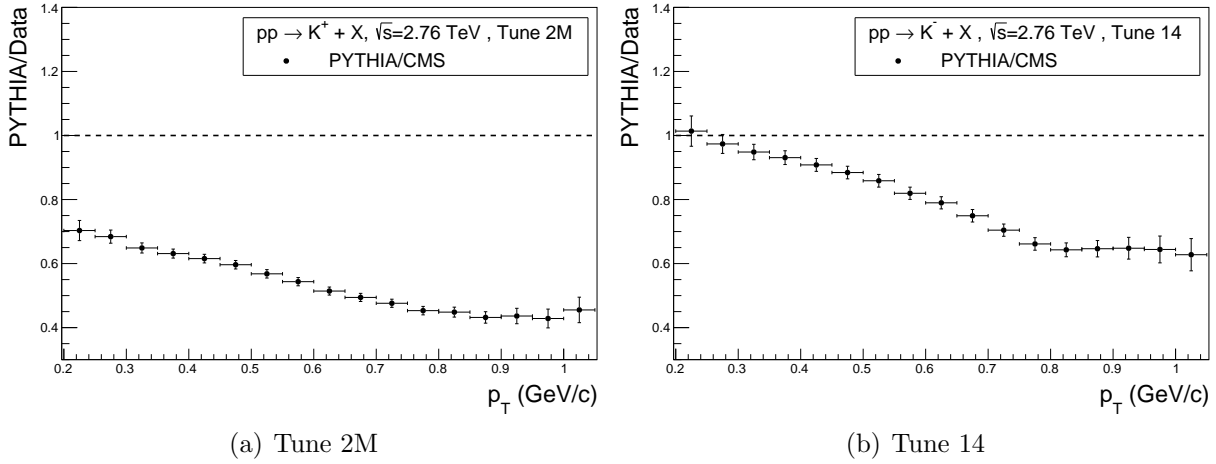 PYTHIA/Data
1.4
1.2
1
0.8
0.6
0.4
pp → K⁺ + X, √s=2.76 TeV , Tune 2M
PYTHIA/CMS
0.2 0.3 0.4 0.5 0.6 0.7 0.8 0.9 1
p_T (GeV/c)
(a) Tune 2M
PYTHIA/Data
1.4
1.2
1
0.8
0.6
0.4
pp → K⁻ + X , √s=2.76 TeV , Tune 14
PYTHIA/CMS
0.2 0.3 0.4 0.5 0.6 0.7 0.8 0.9 1
p_T (GeV/c)
(b) Tune 14